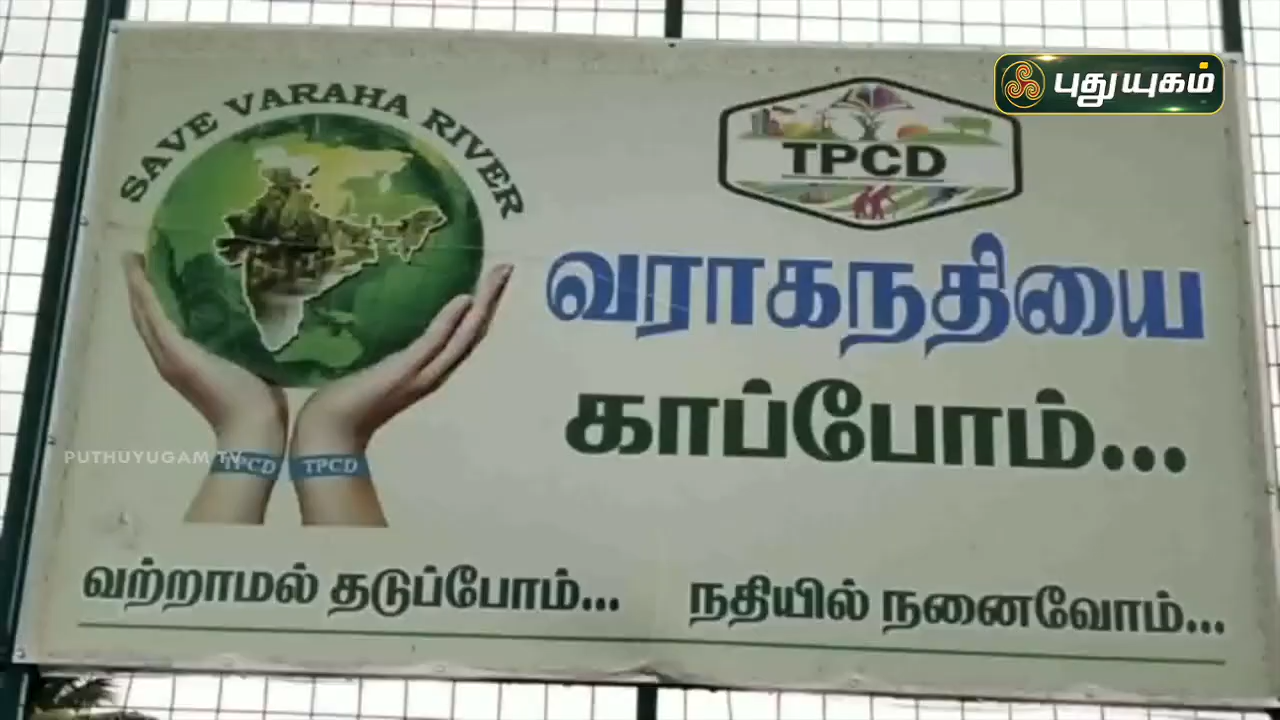 புதுயுகம்
SAVE VARAHA RIVER
TPCD
வராகநதியை
காப்போம்...
PUTHUYUGAM TV
TPCD TPCD
வற்றாமல் தடுப்போம்... நதியில் நனைவோம்...